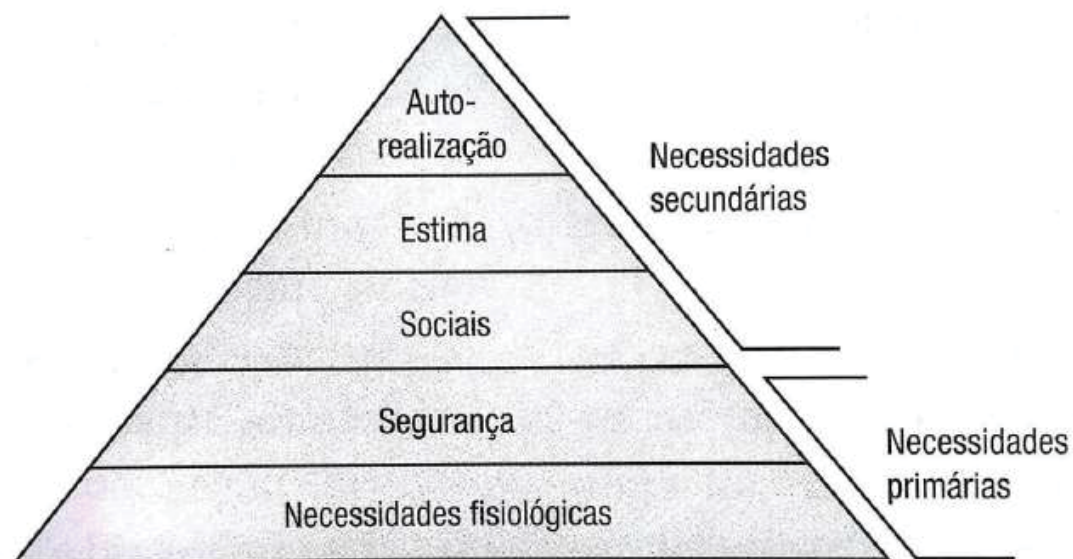 Auto-
realização
Necessidades
secundárias
Estima
Sociais
Segurança
Necessidades
primárias
Necessidades fisiológicas